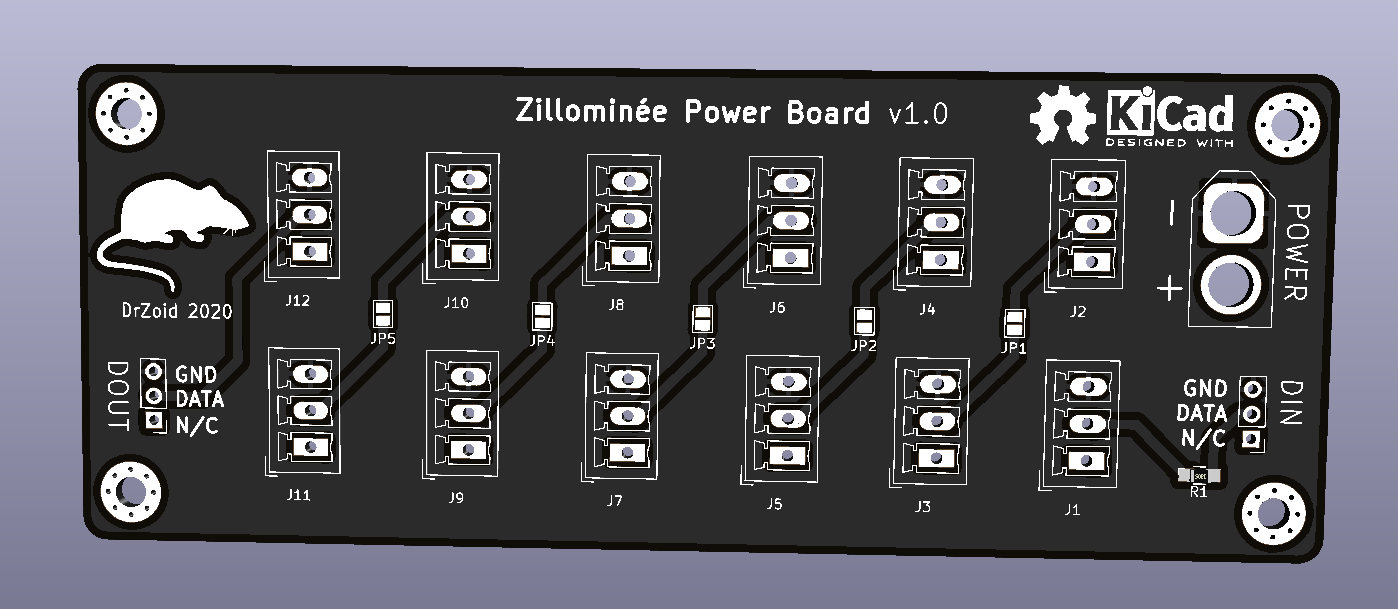 Zillominée Power Board v1.0
KiCad
DESIGNED WITH
J12
J10
J8
J6
J4
J2
-
+
POWER
DrZoid 2020
JP5
JP4
JP3
JP2
JP1
DOUT
GND
DATA
N/C
GND
DATA
N/C
DIN
R1
J11
J9
J7
J5
J3
J1